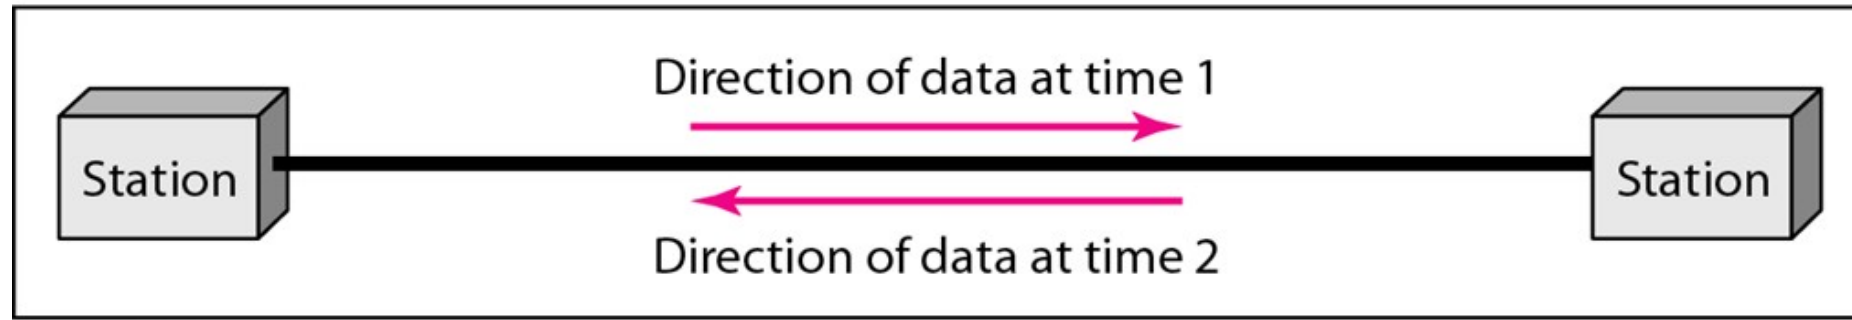 Direction of data at time 1
Station
Station
Direction of data at time 2